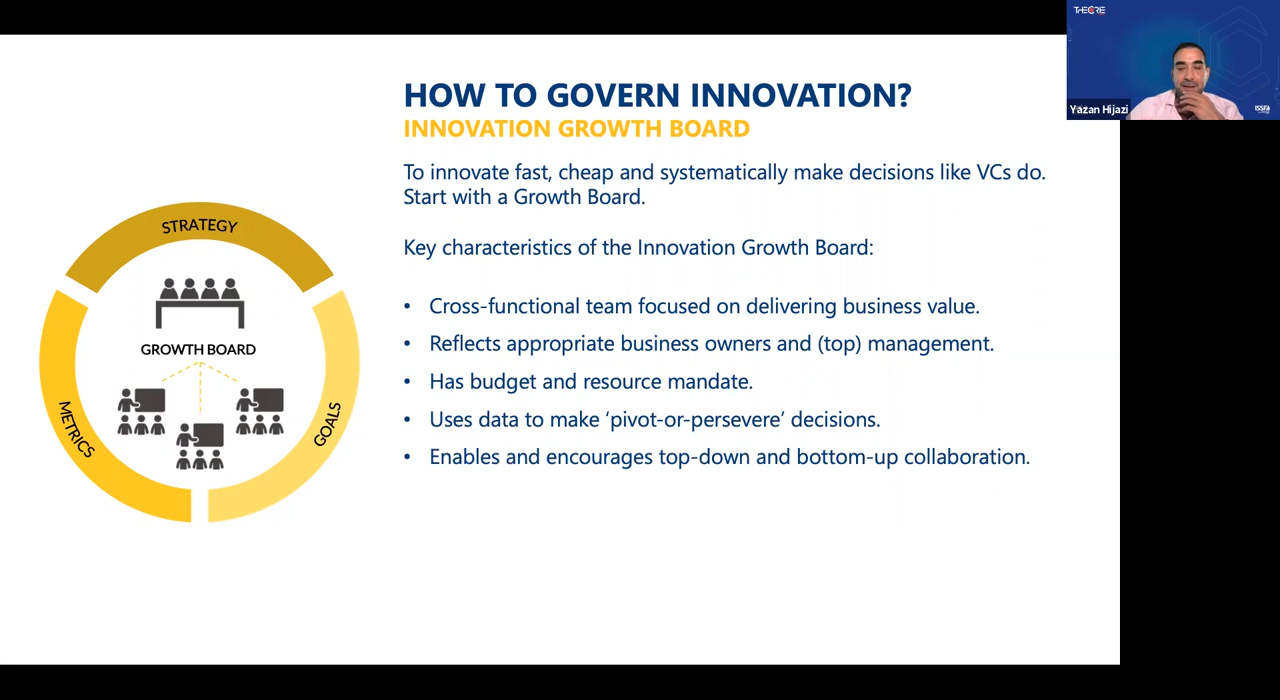 HOW TO GOVERN INNOVATION?
INNOVATION GROWTH BOARD
To innovate fast, cheap and systematically make decisions like VCs do.
Start with a Growth Board.
Key characteristics of the Innovation Growth Board:
• Cross-functional team focused on delivering business value.
• Reflects appropriate business owners and (top) management.
• Has budget and resource mandate.
• Uses data to make ‘pivot-or-persevere’ decisions.
• Enables and encourages top-down and bottom-up collaboration.
STRATEGY
GROWTH BOARD
METRICS
GOALS
THECORE
Yazan Hijazi
issra